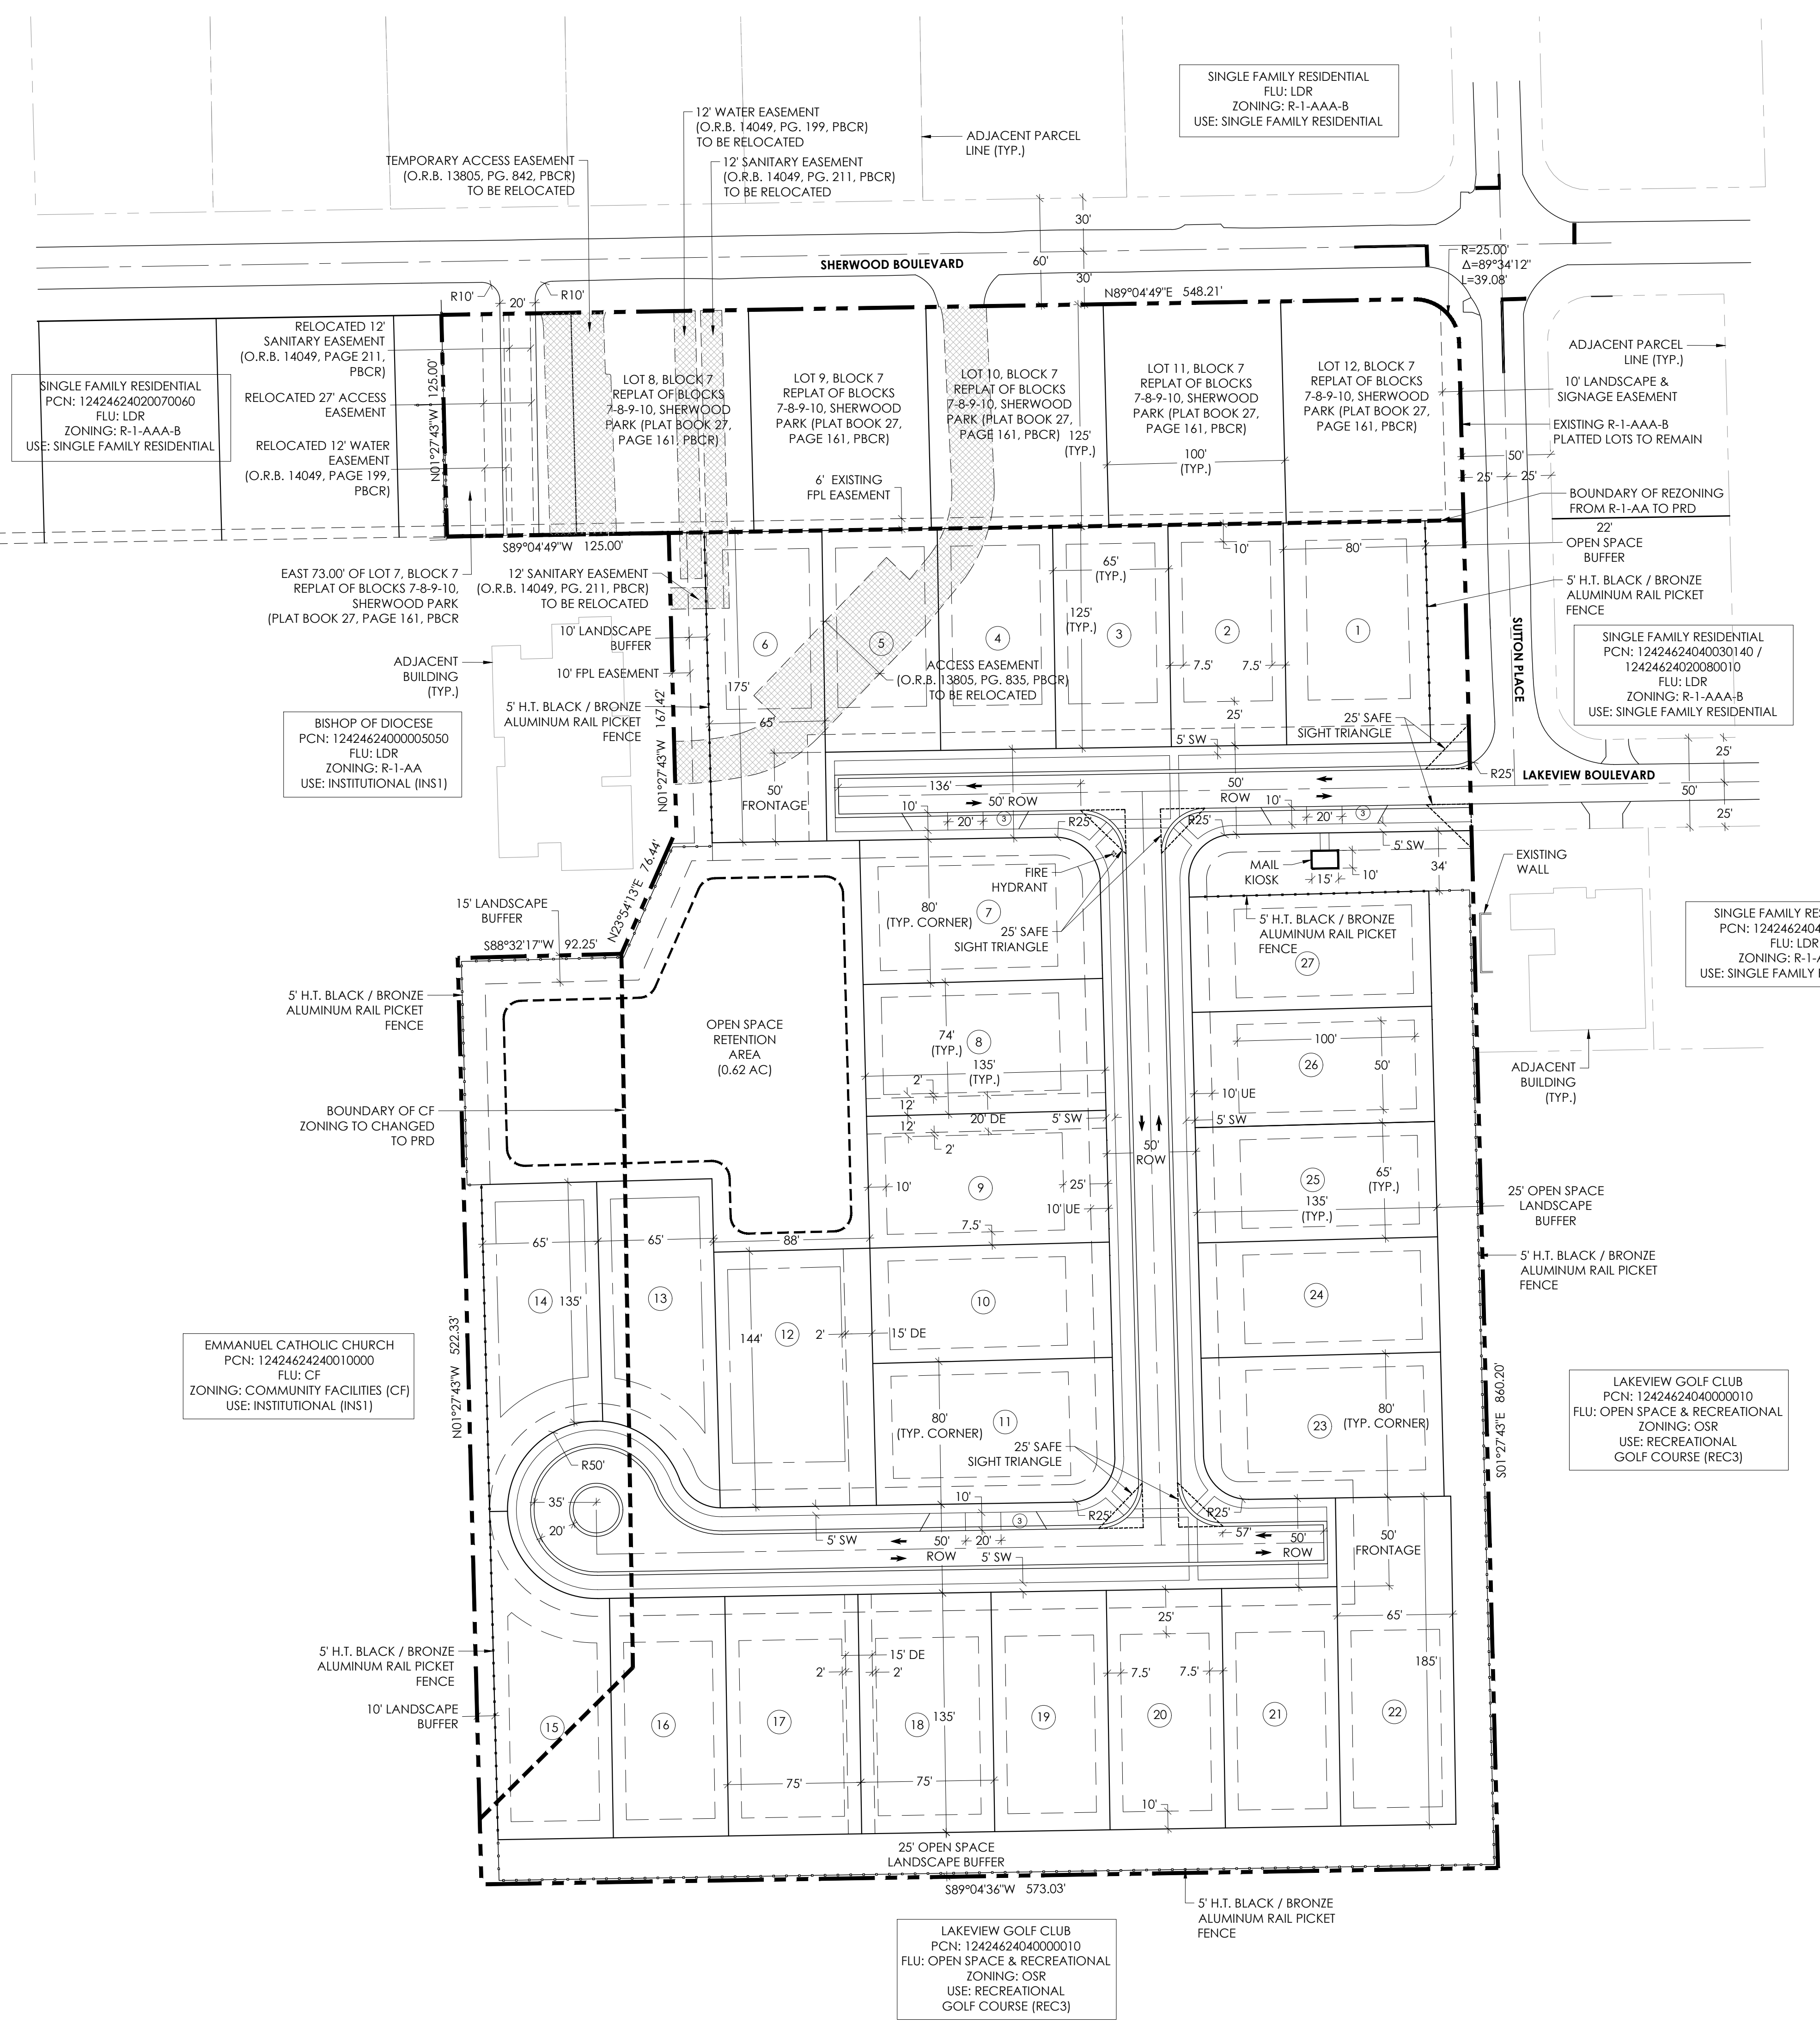 SINGLE FAMILY RESIDENTIAL
FLU: LDR
ZONING: R-1-AAA-B
USE: SINGLE FAMILY RESIDENTIAL
12' WATER EASEMENT
(O.R.B. 14049, PG. 199, PBCR)
TO BE RELOCATED
ADJACENT PARCEL
LINE (TYP.)
TEMPORARY ACCESS EASEMENT
(O.R.B. 13805, PG. 842, PBCR)
TO BE RELOCATED
12' SANITARY EASEMENT
(O.R.B. 14049, PG. 211, PBCR)
TO BE RELOCATED
30'
60'
30'
SHERWOOD BOULEVARD
R=25.00'
Δ=89°34'12"
L=39.08'
N89°04'49"E 548.21'
R10'
20'
R10'
RELOCATED 12'
SANITARY EASEMENT
(O.R.B. 14049, PAGE 211,
PBCR)
RELOCATED 27' ACCESS
EASEMENT
RELOCATED 12' WATER
EASEMENT
(O.R.B. 14049, PAGE 199,
PBCR)
N01°27'43"W 125.00'
SINGLE FAMILY RESIDENTIAL
PCN: 12424624020070060
FLU: LDR
ZONING: R-1-AAA-B
USE: SINGLE FAMILY RESIDENTIAL
LOT 8, BLOCK 7
REPLAT OF BLOCKS
7-8-9-10, SHERWOOD
PARK (PLAT BOOK 27,
PAGE 161, PBCR)
LOT 9, BLOCK 7
REPLAT OF BLOCKS
7-8-9-10, SHERWOOD
PARK (PLAT BOOK 27,
PAGE 161, PBCR)
LOT 10, BLOCK 7
REPLAT OF BLOCKS
7-8-9-10, SHERWOOD
PARK (PLAT BOOK 27,
PAGE 161, PBCR)
LOT 11, BLOCK 7
REPLAT OF BLOCKS
7-8-9-10, SHERWOOD
PARK (PLAT BOOK 27,
PAGE 161, PBCR)
LOT 12, BLOCK 7
REPLAT OF BLOCKS
7-8-9-10, SHERWOOD
PARK (PLAT BOOK 27,
PAGE 161, PBCR)
125'
(TYP.)
100'
(TYP.)
6' EXISTING
FPL EASEMENT
ADJACENT PARCEL
LINE (TYP.)
10' LANDSCAPE &
SIGNAGE EASEMENT
EXISTING R-1-AAA-B
PLATTED LOTS TO REMAIN
50'
25'
25'
BOUNDARY OF REZONING
FROM R-1-AA TO PRD
22'
OPEN SPACE
BUFFER
5' H.T. BLACK / BRONZE
ALUMINUM RAIL PICKET
FENCE
SINGLE FAMILY RESIDENTIAL
PCN: 12424624040030140 /
12424624020080010
FLU: LDR
ZONING: R-1-AAA-B
USE: SINGLE FAMILY RESIDENTIAL
SUTTON PLACE
S89°04'49"W 125.00'
EAST 73.00' OF LOT 7, BLOCK 7
REPLAT OF BLOCKS 7-8-9-10,
SHERWOOD PARK
(PLAT BOOK 27, PAGE 161, PBCR
12' SANITARY EASEMENT
(O.R.B. 14049, PG. 211, PBCR)
TO BE RELOCATED
10' LANDSCAPE
BUFFER
10' FPL EASEMENT
5' H.T. BLACK / BRONZE
ALUMINUM RAIL PICKET
FENCE
ADJACENT
BUILDING
(TYP.)
BISHOP OF DIOCESE
PCN: 12424624000005050
FLU: LDR
ZONING: R-1-AA
USE: INSTITUTIONAL (INS1)
N01°27'43"W 167.42'
6
5
4
3
2
1
65'
(TYP.)
10'
80'
125'
(TYP.)
7.5'
7.5'
175'
65'
ACCESS EASEMENT
(O.R.B. 13805, PG. 835, PBCR)
TO BE RELOCATED
25'
5' SW
25' SAFE
SIGHT TRIANGLE
R25'
LAKEVIEW BOULEVARD
25'
50'
25'
50'
FRONTAGE
136'
10'
50' ROW
20'
3
R25'
50'
ROW
R25'
10'
20'
3
5' SW
34'
MAIL
KIOSK
15'
10'
FIRE
HYDRANT
25' SAFE
SIGHT TRIANGLE
5' H.T. BLACK / BRONZE
ALUMINUM RAIL PICKET
FENCE
EXISTING
WALL
ADJACENT
BUILDING
(TYP.)
SINGLE FAMILY RES
FLU: LDR
ZONING: R-1-A
N23°54'13"E 76.44'
15' LANDSCAPE
BUFFER
S88°32'17"W 92.25'
5' H.T. BLACK / BRONZE
ALUMINUM RAIL PICKET
FENCE
BOUNDARY OF CF
ZONING TO CHANGED
TO PRD
OPEN SPACE
RETENTION
AREA
(0.62 AC)
80'
(TYP. CORNER)
7
74'
(TYP.)
8
135'
(TYP.)
2'
12'
20' DE
12'
2'
5' SW
10'
9
25'
10' UE
7.5'
50'
ROW
27
100'
26
50'
10' UE
5' SW
25
65'
(TYP.)
135'
(TYP.)
25' OPEN SPACE
LANDSCAPE
BUFFER
5' H.T. BLACK / BRONZE
ALUMINUM RAIL PICKET
FENCE
65'
65'
88'
14
135'
13
144'
12
2'
15' DE
10
24
80'
(TYP. CORNER)
11
25' SAFE
SIGHT TRIANGLE
80'
(TYP. CORNER)
23
N01°27'43"W 522.33'
S01°27'43"E 860.20'
EMMANUEL CATHOLIC CHURCH
PCN: 12424624240010000
FLU: CF
ZONING: COMMUNITY FACILITIES (CF)
USE: INSTITUTIONAL (INS1)
LAKEVIEW GOLF CLUB
PCN: 12424624040000010
FLU: OPEN SPACE & RECREATIONAL
ZONING: OSR
USE: RECREATIONAL
GOLF COURSE (REC3)
R50'
35'
20'
5' SW
10'
3
50'
ROW
20'
5' SW
R25'
R25'
57'
50'
ROW
50'
FRONTAGE
65'
25'
185'
5' H.T. BLACK / BRONZE
ALUMINUM RAIL PICKET
FENCE
10' LANDSCAPE
BUFFER
15' DE
2'
2'
7.5'
7.5'
15
16
17
18
135'
19
20
21
22
75'
75'
10'
25' OPEN SPACE
LANDSCAPE BUFFER
S89°04'36"W 573.03'
5' H.T. BLACK / BRONZE
ALUMINUM RAIL PICKET
FENCE
LAKEVIEW GOLF CLUB
PCN: 12424624040000010
FLU: OPEN SPACE & RECREATIONAL
ZONING: OSR
USE: RECREATIONAL
GOLF COURSE (REC3)